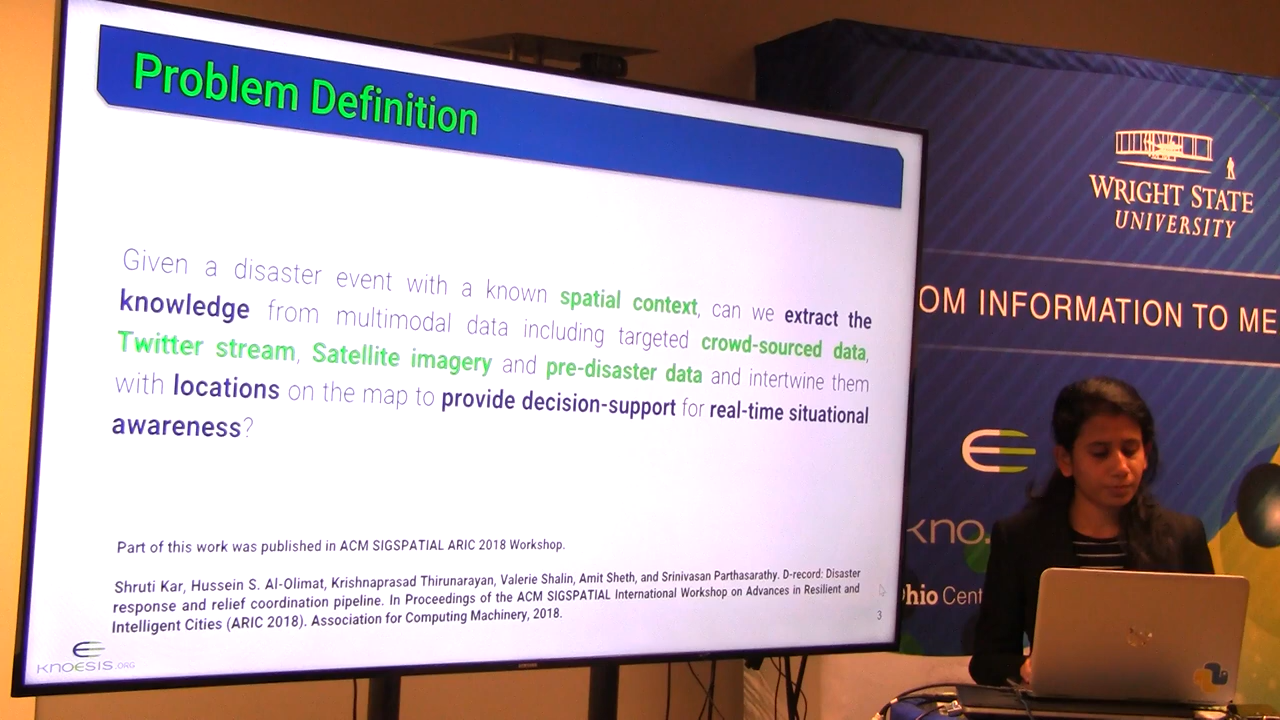 Problem Definition
Given a disaster event with a known spatial context, can we extract the
knowledge from multimodal data including targeted crowd-sourced data,
Twitter stream, Satellite imagery and pre-disaster data and intertwine them
with locations on the map to provide decision-support for real-time situational
awareness?
Part of this work was published in ACM SIGSPATIAL ARIC 2018 Workshop.
Shruti Kar, Hussein S. Al-Olimat, Krishnaprasad Thirunarayan, Valerie Shalin, Amit Sheth, and Srinivasan Parthasarathy. D-record: Disaster
response and relief coordination pipeline. In Proceedings of the ACM SIGSPATIAL International Workshop on Advances in Resilient and
Intelligent Cities (ARIC 2018). Association for Computing Machinery, 2018.
3
KNOESIS.ORG
WRIGHT STATE
UNIVERSITY
OM INFORMATION TO ME
kno.
hio Cent